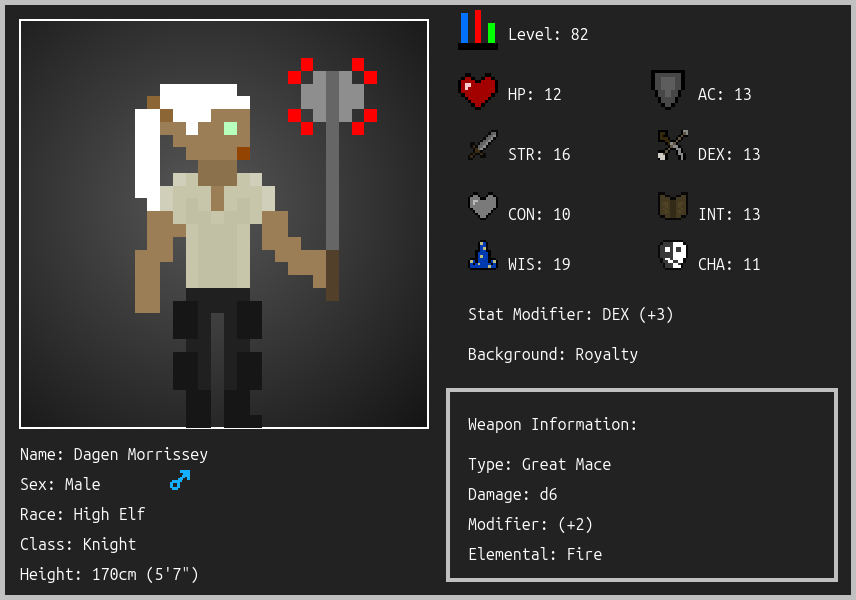 Level: 82
HP: 12
AC: 13
STR: 16
DEX: 13
CON: 10
INT: 13
WIS: 19
CHA: 11
Stat Modifier: DEX (+3)
Background: Royalty
Weapon Information:
Type: Great Mace
Damage: d6
Modifier: (+2)
Elemental: Fire
Name: Dagen Morrissey
Sex: Male
Race: High Elf
Class: Knight
Height: 170cm (5'7")